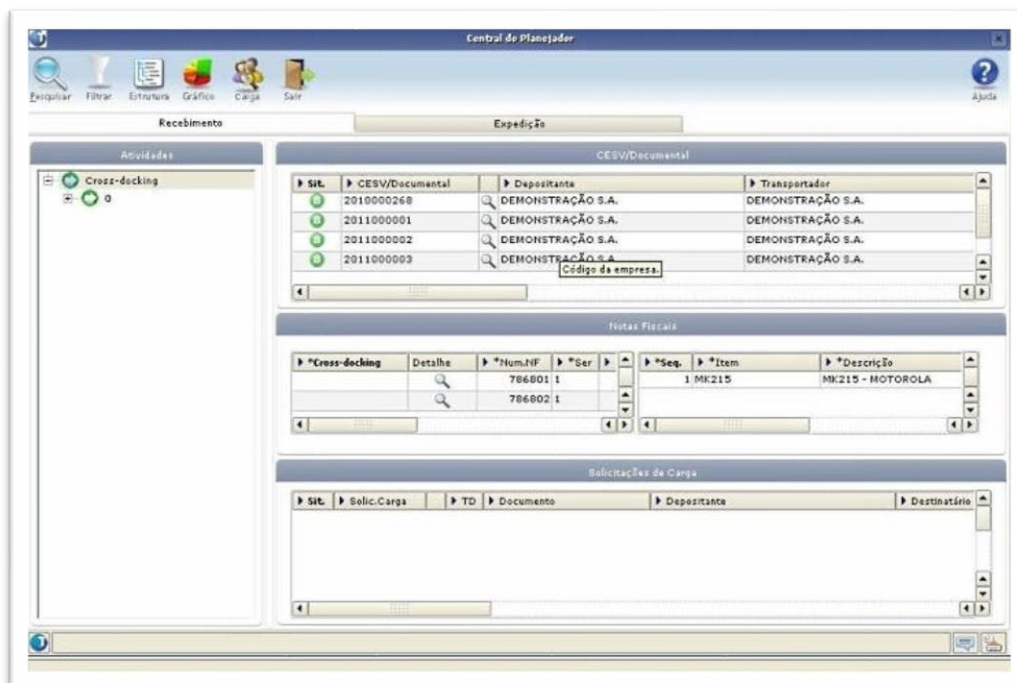 Central do Planejador
Pesquisar Filtrar Estrutura Gráfico Carga Sair Ajuda
Recebimento Expedição
Atividades
Cross-docking
0
CESV/Documental
Sit. CESV/Documental Depositante Transportador
2010000268 DEMONSTRAÇÃO S.A. DEMONSTRAÇÃO S.A.
2011000001 DEMONSTRAÇÃO S.A. DEMONSTRAÇÃO S.A.
2011000002 DEMONSTRAÇÃO S.A. DEMONSTRAÇÃO S.A.
2011000003 DEMONSTRAÇÃO S.A. DEMONSTRAÇÃO S.A.
Código da empresa.
Notas Fiscais
*Cross-docking Detalhe *Num.NF *Ser *Seq. *Item *Descrição
786801 1 1 MK215 MK215 - MOTOROLA
786802 1
Solicitações de Carga
Sit. Solic.Carga TD Documento Depositante Destinatário